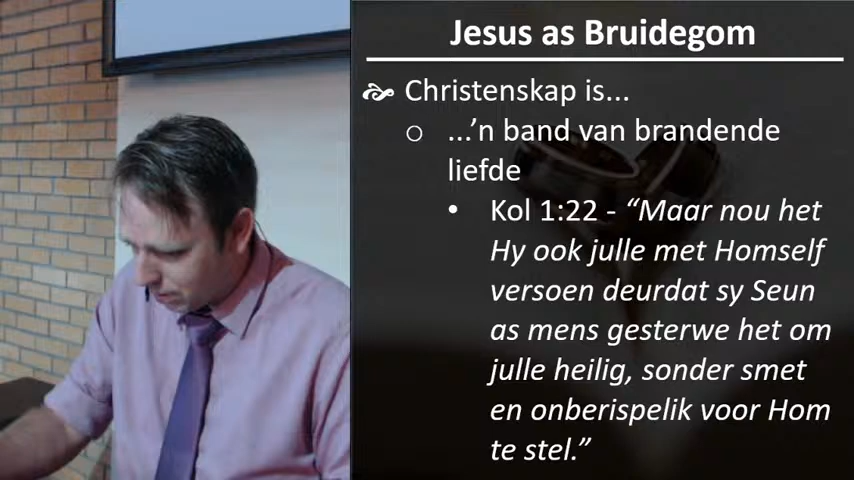 Jesus as Bruidegom
Christenskap is...
...’n band van brandende
liefde
Kol 1:22 - “Maar nou het
Hy ook julle met Homself
versoen deurdat sy Seun
as mens gesterwe het om
julle heilig, sonder smet
en onberispelik voor Hom
te stel.”